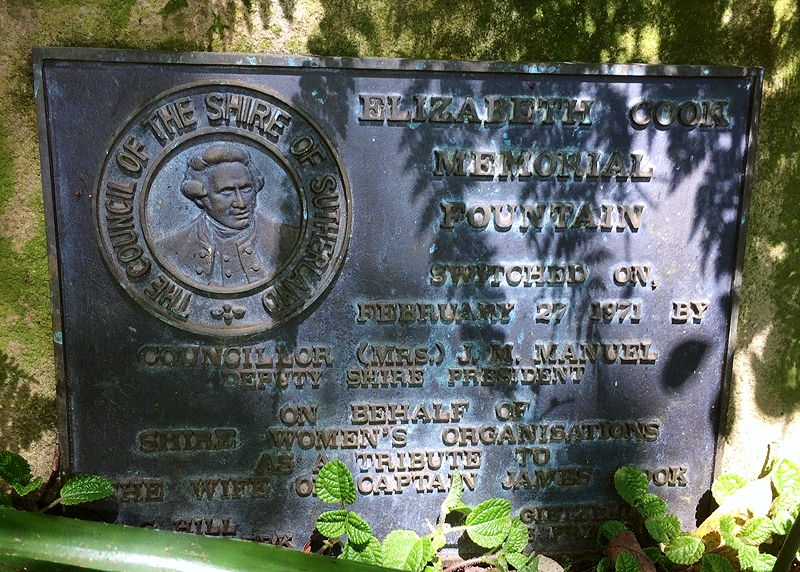 THE COUNCIL OF THE SHIRE OF SUTHERLAND
ELIZABETH COOK
MEMORIAL
FOUNTAIN
SWITCHED ON,
FEBRUARY 27 1971 BY
COUNCILLOR (MRS.) J. M. MANUEL
DEPUTY SHIRE PRESIDENT
ON BEHALF OF
SHIRE WOMEN'S ORGANISATIONS
AS A TRIBUTE TO
THE WIFE OF CAPTAIN JAMES COOK
HILL